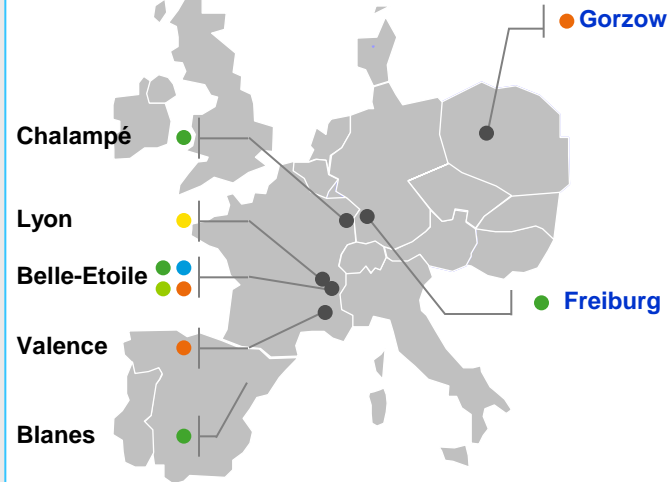 Gorzow
Chalampé
Lyon
Belle-Etoile
Freiburg
Valence
Blanes